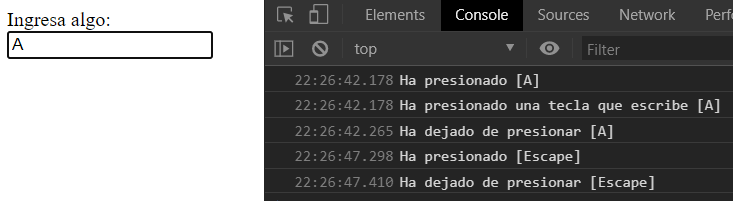 Ingresa algo:
A
Elements Console Sources Network Perfo
top Filter
22:26:42.178 Ha presionado [A]
22:26:42.178 Ha presionado una tecla que escribe [A]
22:26:42.265 Ha dejado de presionar [A]
22:26:47.298 Ha presionado [Escape]
22:26:47.410 Ha dejado de presionar [Escape]